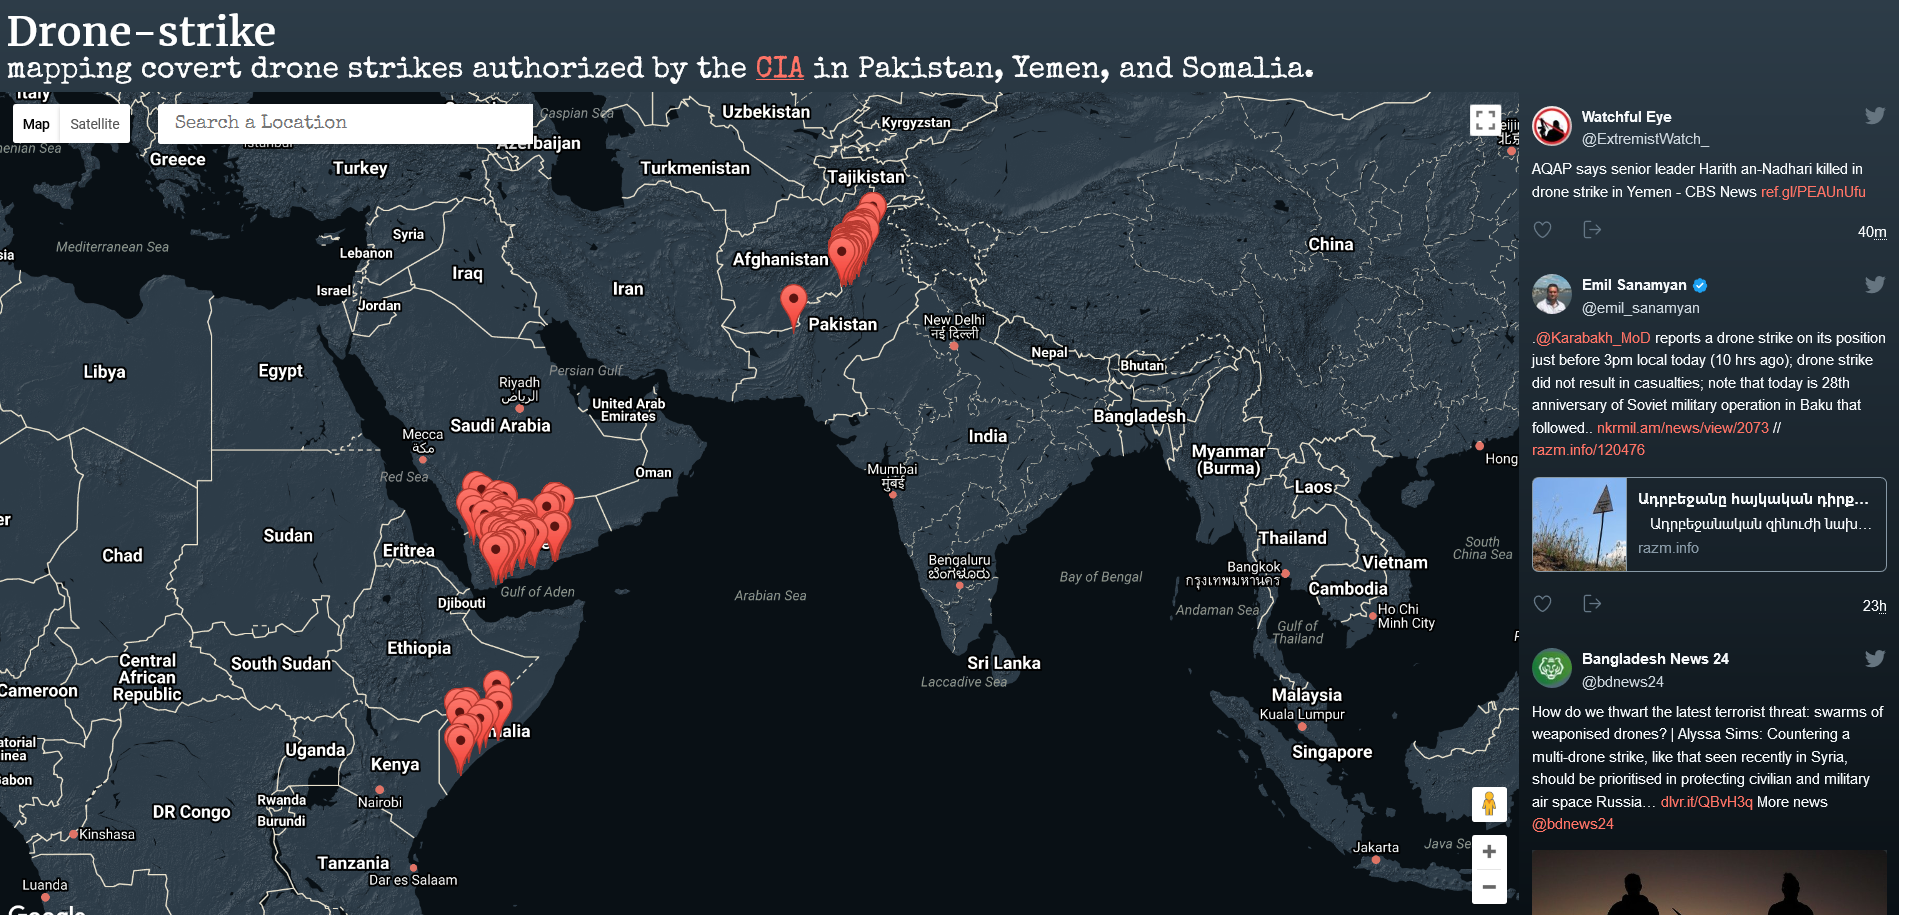 Drone-strike
mapping covert drone strikes authorized by the CIA in Pakistan, Yemen, and Somalia.
Map
Satellite
Search a Location
Italy
Caspian Sea
Uzbekistan
Kyrgyzstan
Azerbaijan
Greece
Turkey
Turkmenistan
Tajikistan
Mediterranean Sea
Syria
Lebanon
Iraq
Iran
Afghanistan
China
Israel
Jordan
Pakistan
New Delhi
नई दिल्ली
Nepal
Bhutan
Libya
Egypt
Persian Gulf
Riyadh
الرياض
United Arab
Emirates
Saudi Arabia
Bangladesh
Mecca
مكة
India
Myanmar
(Burma)
Red Sea
Oman
Mumbai
मुंबई
Hong
Laos
Chad
Sudan
Eritrea
Thailand
South
China Sea
Vietnam
Bengaluru
ಬೆಂಗಳೂರು
Bangkok
กรุงเทพมหานคร
Bay of Bengal
Cambodia
Djibouti
Gulf of Aden
Arabian Sea
Andaman Sea
Ho Chi
Minh City
Gulf of
Thailand
Ethiopia
Central
African
Republic
South Sudan
Sri Lanka
Laccadive Sea
Cameroon
Malaysia
Kuala Lumpur
alia
Singapore
Uganda
Kenya
Nairobi
Rwanda
Burundi
DR Congo
Kinshasa
Tanzania
Dar es Salaam
Jakarta
Java Se
Luanda
Google
Watchful Eye
@ExtremistWatch_
AQAP says senior leader Harith an-Nadhari killed in
drone strike in Yemen - CBS News ref.gl/PEAUnUfu
40m
Emil Sanamyan
@emil_sanamyan
.@Karabakh_MoD reports a drone strike on its position
just before 3pm local today (10 hrs ago); drone strike
did not result in casualties; note that today is 28th
anniversary of Soviet military operation in Baku that
followed.. nkrmil.am/news/view/2073 //
razm.info/120476
Ադրբեջանը հայկական դիրք...
Ադրբեջանական զինուժի նախ...
razm.info
23h
Bangladesh News 24
@bdnews24
How do we thwart the latest terrorist threat: swarms of
weaponised drones? | Alyssa Sims: Countering a
multi-drone strike, like that seen recently in Syria,
should be prioritised in protecting civilian and military
air space Russia… dlvr.it/QBvH3q More news
@bdnews24